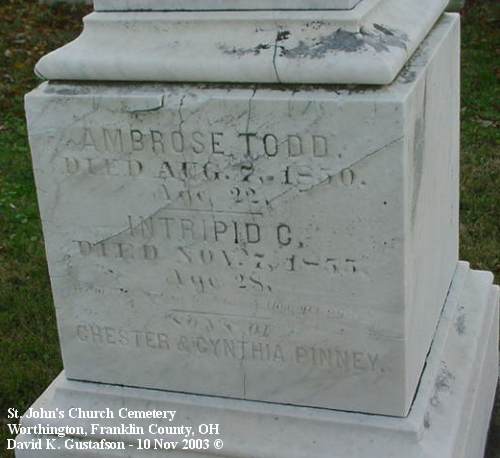 AMBROSE TODD.
DIED AUG. 7, 1850.
Age 22.
INTRIPID C.
DIED NOV. 7, 1855
Age 28.
SONS OF
CHESTER & CYNTHIA PINNEY.
St. John's Church Cemetery
Worthington, Franklin County, OH
David K. Gustafson - 10 Nov 2003 ©